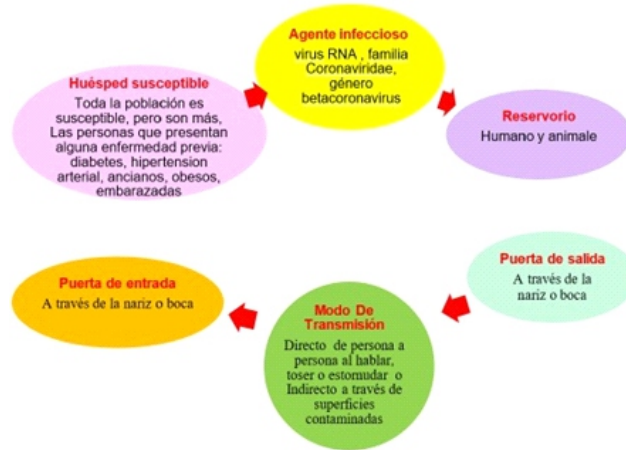 Agente infeccioso
virus RNA , familia
Coronaviridae,
género
betacoronavirus
Huésped susceptible
Toda la población es
susceptible, pero son más,
Las personas que presentan
alguna enfermedad previa:
diabetes, hipertension
arterial, ancianos, obesos,
embarazadas
Reservorio
Humano y animale
Puerta de salida
A través de la
nariz o boca
Modo De
Transmisión
Directo de persona a
persona al hablar,
toser o estornudar o
Indirecto a través de
superficies
contaminadas
Puerta de entrada
A través de la nariz o boca